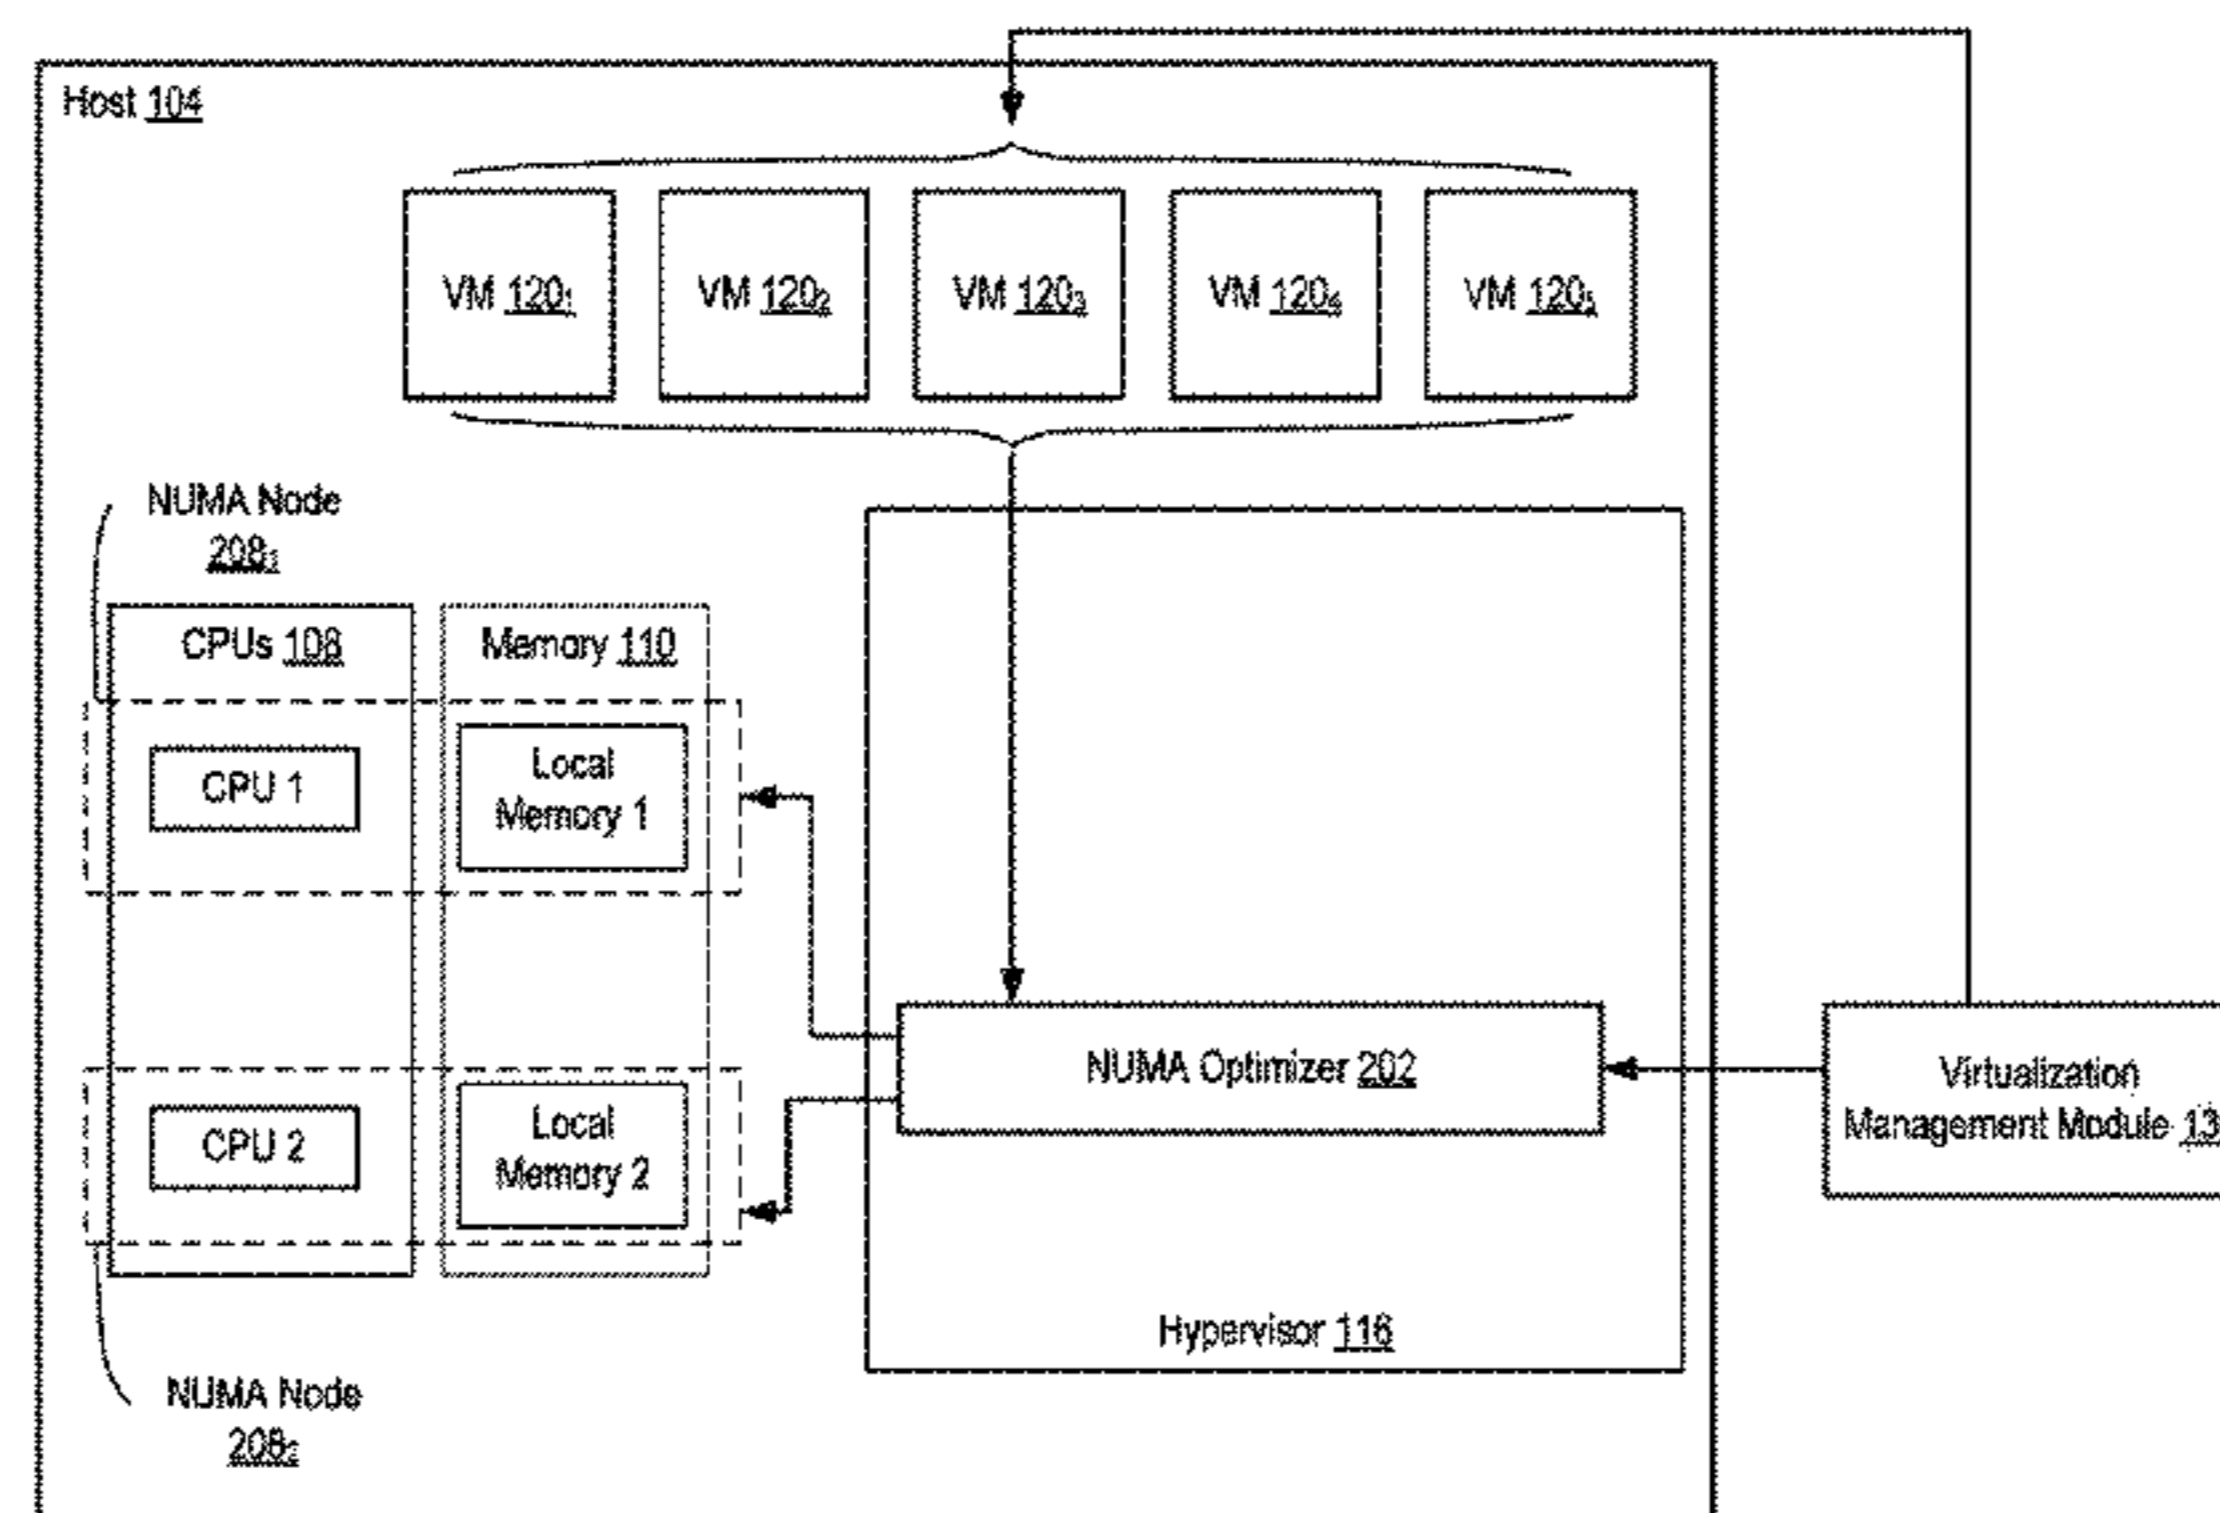 Host 104
VM 120₁
VM 120₂
VM 120₃
VM 120₄
VM 120₅
NUMA Node
208₁
CPUs 108
Memory 110
CPU 1
Local
Memory 1
NUMA Optimizer 202
Virtualization
Management Module 13
CPU 2
Local
Memory 2
Hypervisor 116
NUMA Node
208₂